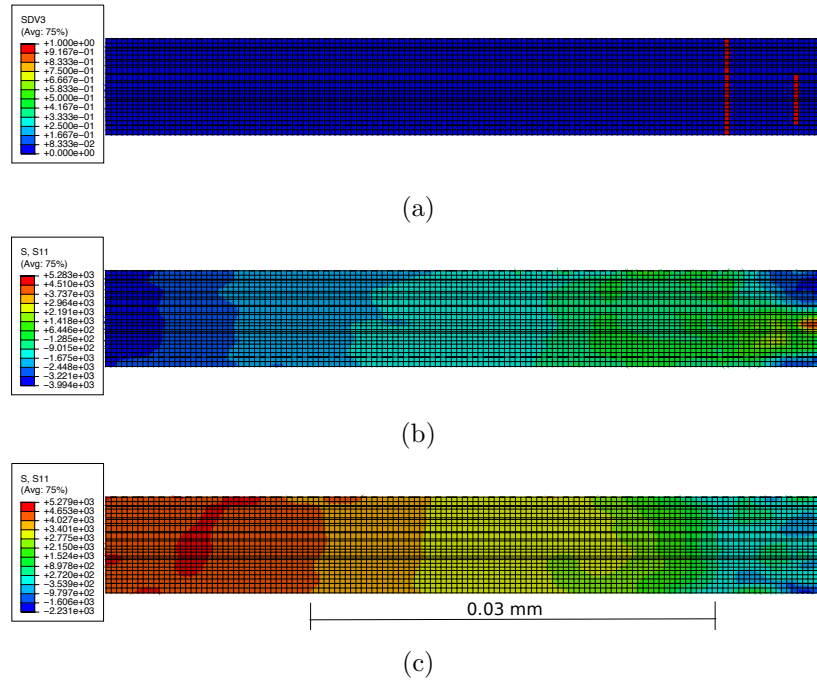 SDV3
(Avg: 75%)
+1.000e+00
+9.167e−01
+8.333e−01
+7.500e−01
+6.667e−01
+5.833e−01
+5.000e−01
+4.167e−01
+3.333e−01
+2.500e−01
+1.667e−01
+8.333e−02
+0.000e+00
(a)
S, S11
(Avg: 75%)
+5.283e+03
+4.510e+03
+3.737e+03
+2.964e+03
+2.191e+03
+1.418e+03
+6.446e+02
−1.285e+02
−9.015e+02
−1.675e+03
−2.448e+03
−3.221e+03
−3.994e+03
(b)
S, S11
(Avg: 75%)
+5.279e+03
+4.653e+03
+4.027e+03
+3.401e+03
+2.775e+03
+2.150e+03
+1.524e+03
+8.978e+02
+2.720e+02
−3.539e+02
−9.797e+02
−1.606e+03
−2.231e+03
0.03 mm
(c)